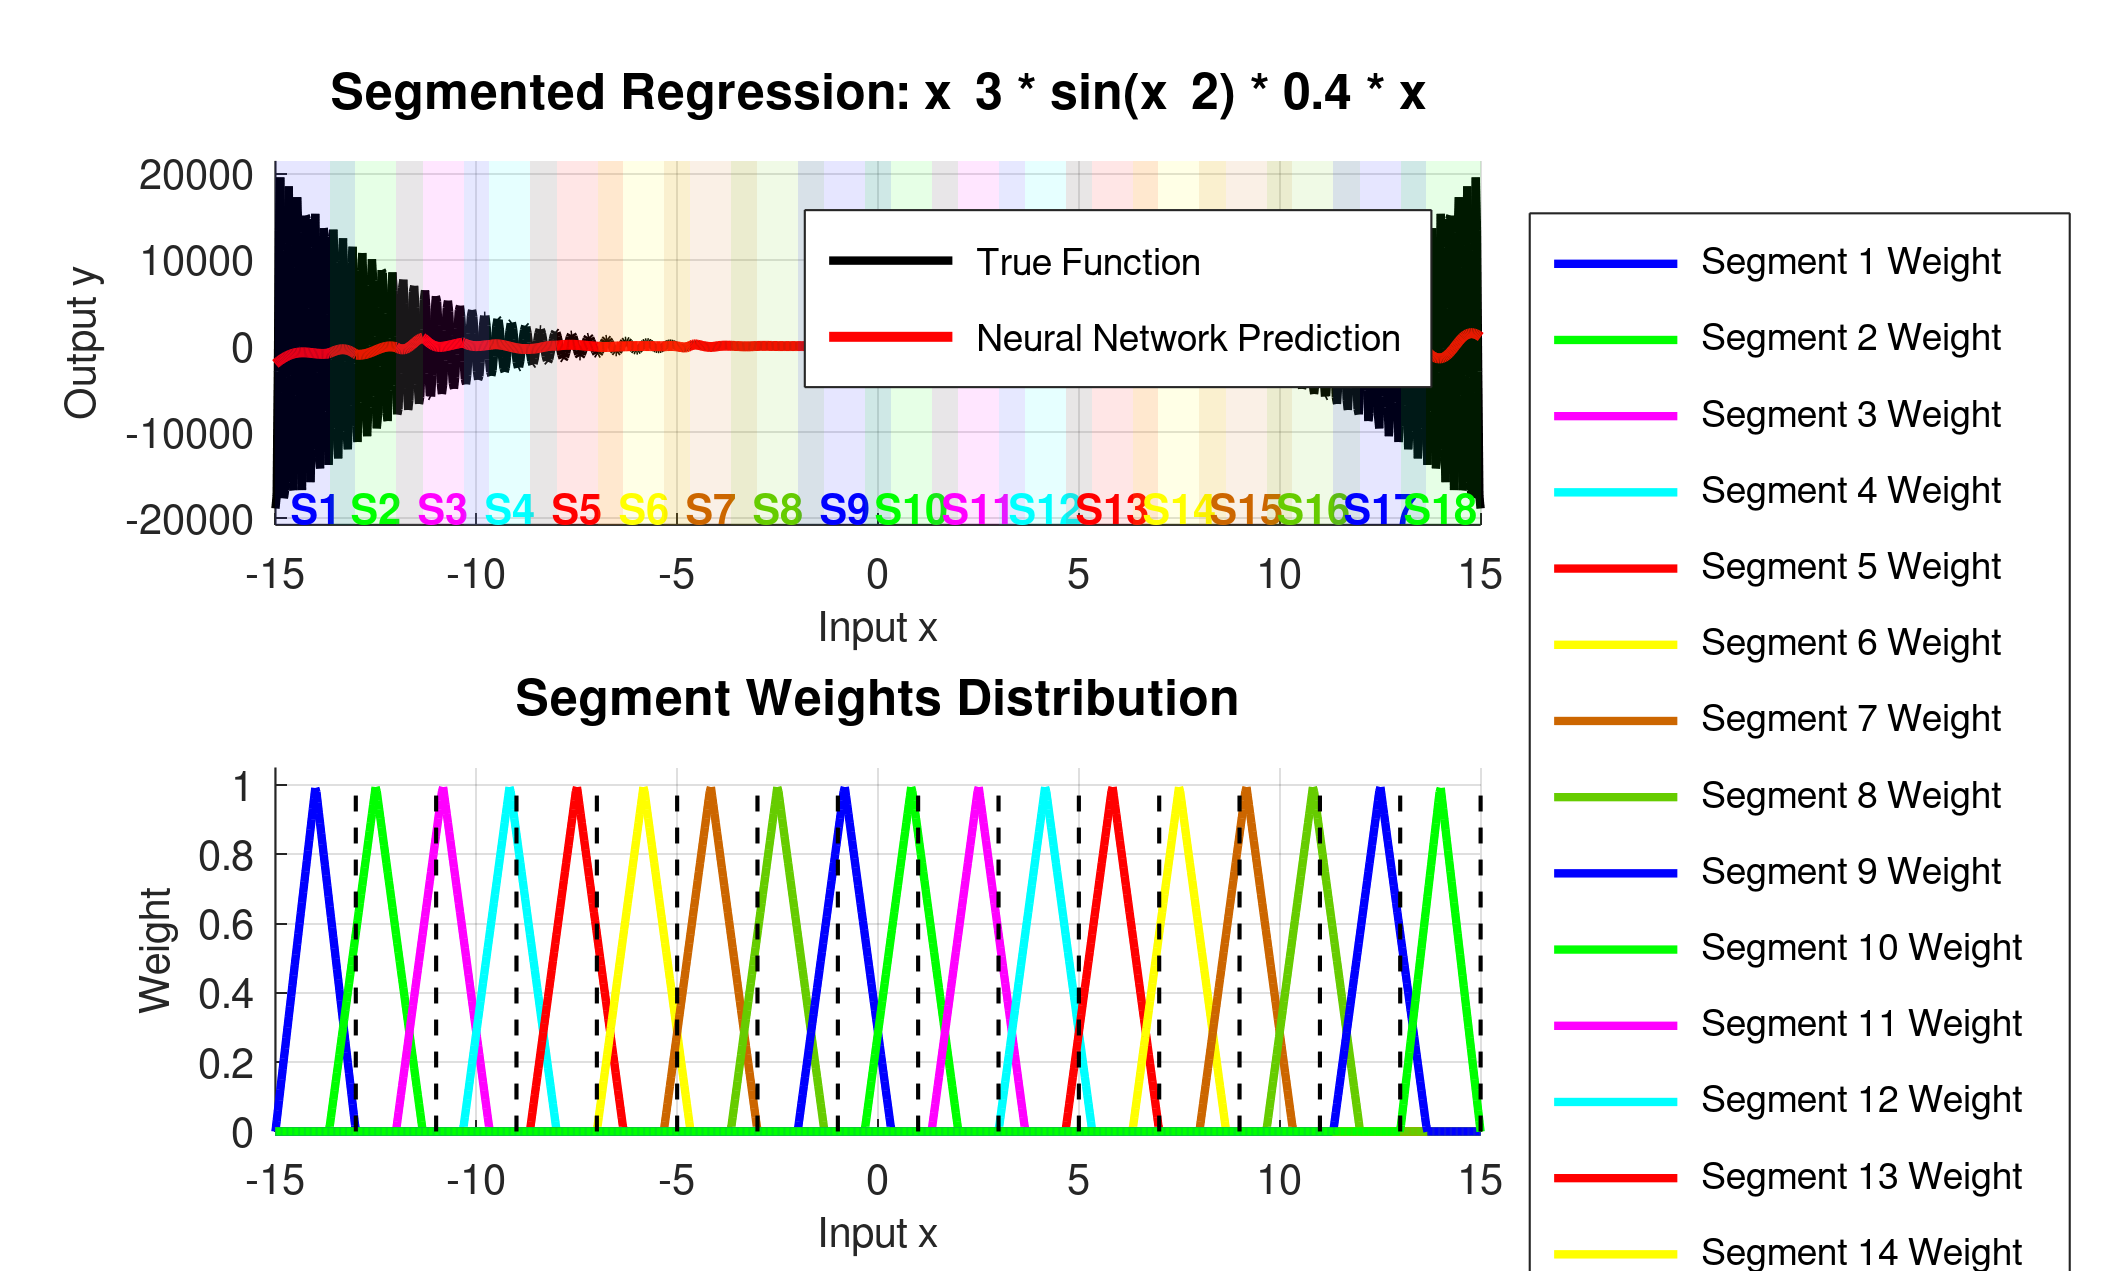 Segmented Regression: x 3 * sin(x 2) * 0.4 * x
20000
10000
0
-10000
-20000
Output y
True Function
Neural Network Prediction
S1 S2 S3 S4 S5 S6 S7 S8 S9 S10 S11 S12 S13 S14 S15 S16 S17 S18
-15 -10 -5 0 5 10 15
Input x
Segment Weights Distribution
1
0.8
0.6
0.4
0.2
0
Weight
-15 -10 -5 0 5 10 15
Input x
Segment 1 Weight
Segment 2 Weight
Segment 3 Weight
Segment 4 Weight
Segment 5 Weight
Segment 6 Weight
Segment 7 Weight
Segment 8 Weight
Segment 9 Weight
Segment 10 Weight
Segment 11 Weight
Segment 12 Weight
Segment 13 Weight
Segment 14 Weight